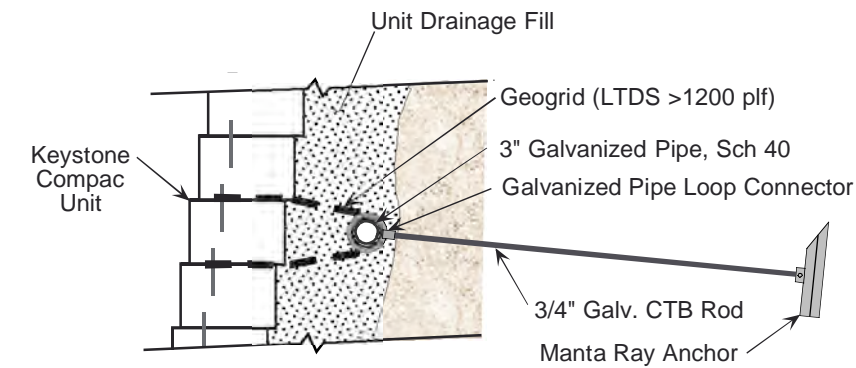 Unit Drainage Fill
Geogrid (LTDS >1200 plf)
3" Galvanized Pipe, Sch 40
Galvanized Pipe Loop Connector
Keystone
Compac
Unit
3/4" Galv. CTB Rod
Manta Ray Anchor